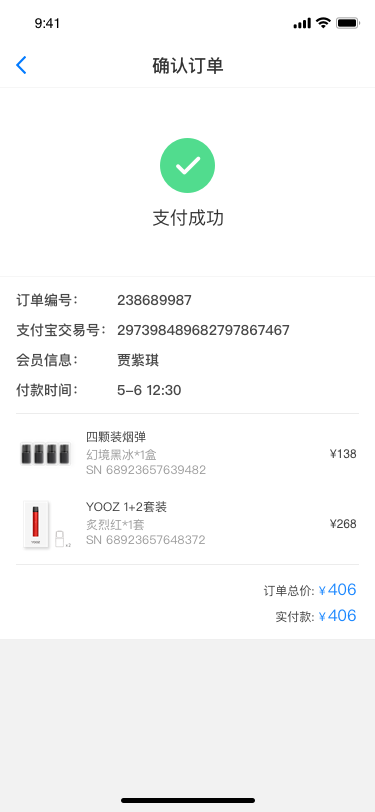 9:41
确认订单
支付成功
订单编号： 238689987
支付宝交易号： 297398489682797867467
会员信息： 贾紫琪
付款时间： 5-6 12:30
四颗装烟弹
幻境黑冰*1盒
SN 68923657639482
¥138
YOOZ 1+2套装
炙烈红*1套
SN 68923657648372
¥268
x2
订单总价: ¥ 406
实付款: ¥ 406